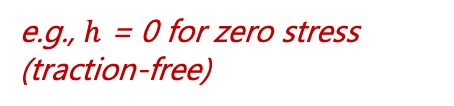 e.g., ℎ = 0 for zero stress
(traction-free)